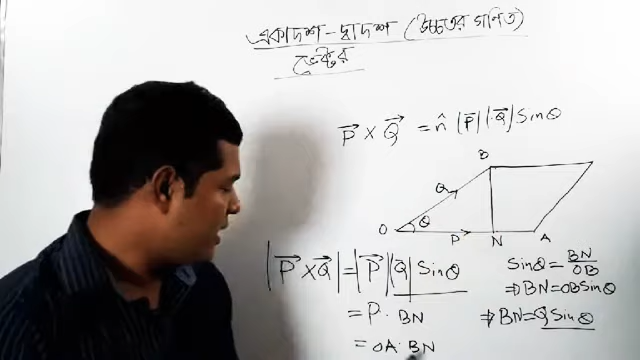 একাদশ-দ্বাদশ (উচ্চতর গণিত)
ভেক্টর
P⃗ × Q⃗ = n̂ |P⃗| |Q⃗| Sinθ
B
Q
O θ P N A
|P⃗ × Q⃗| = |P⃗| |Q⃗| Sinθ
= P · BN
= OA · BN
Sinθ = BN/OB
⇒ BN = OB Sinθ
⇒ BN = Q Sinθ